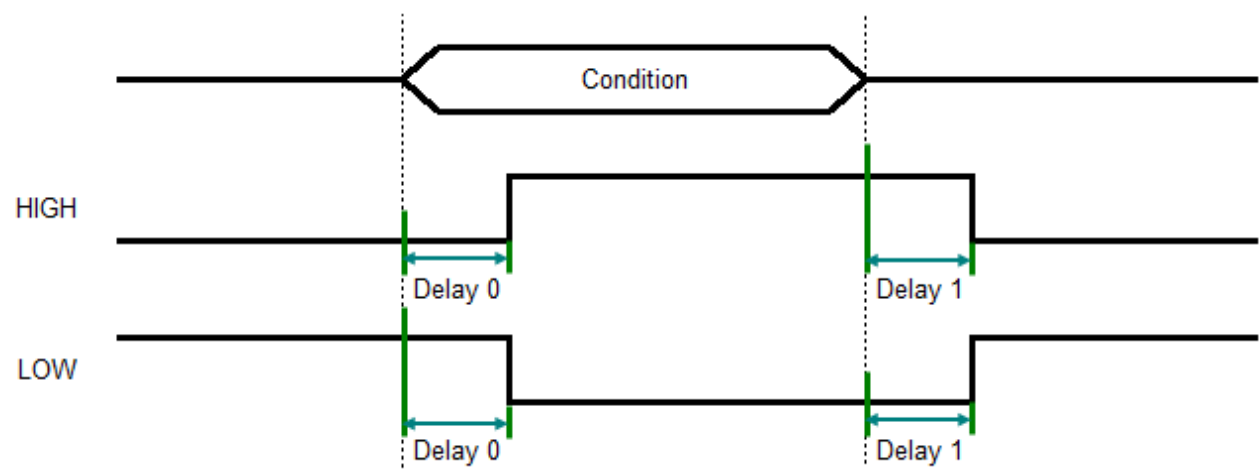 Condition
HIGH
Delay 0
Delay 1
LOW
Delay 0
Delay 1